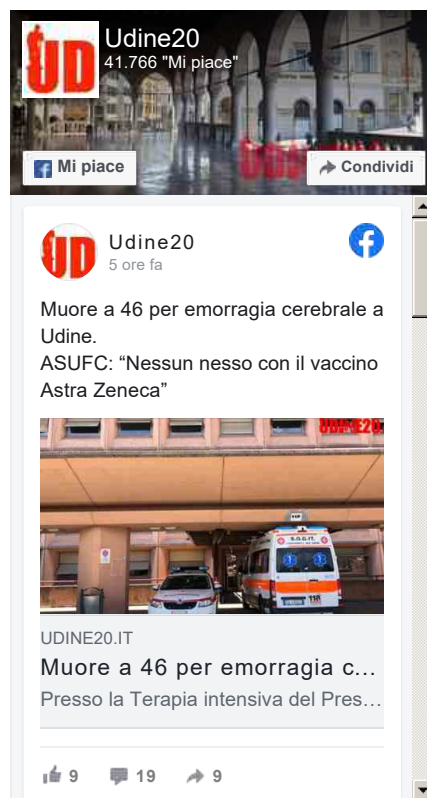 UD
Udine20
41.766 "Mi piace"
Mi piace
Condividi
UD
Udine20
5 ore fa
Muore a 46 per emorragia cerebrale a
Udine.
ASUFC: “Nessun nesso con il vaccino
Astra Zeneca”
UDINE20.
S.O.G.IT.
118
UDINE20.IT
Muore a 46 per emorragia c...
Presso la Terapia intensiva del Pres…
9
19
9